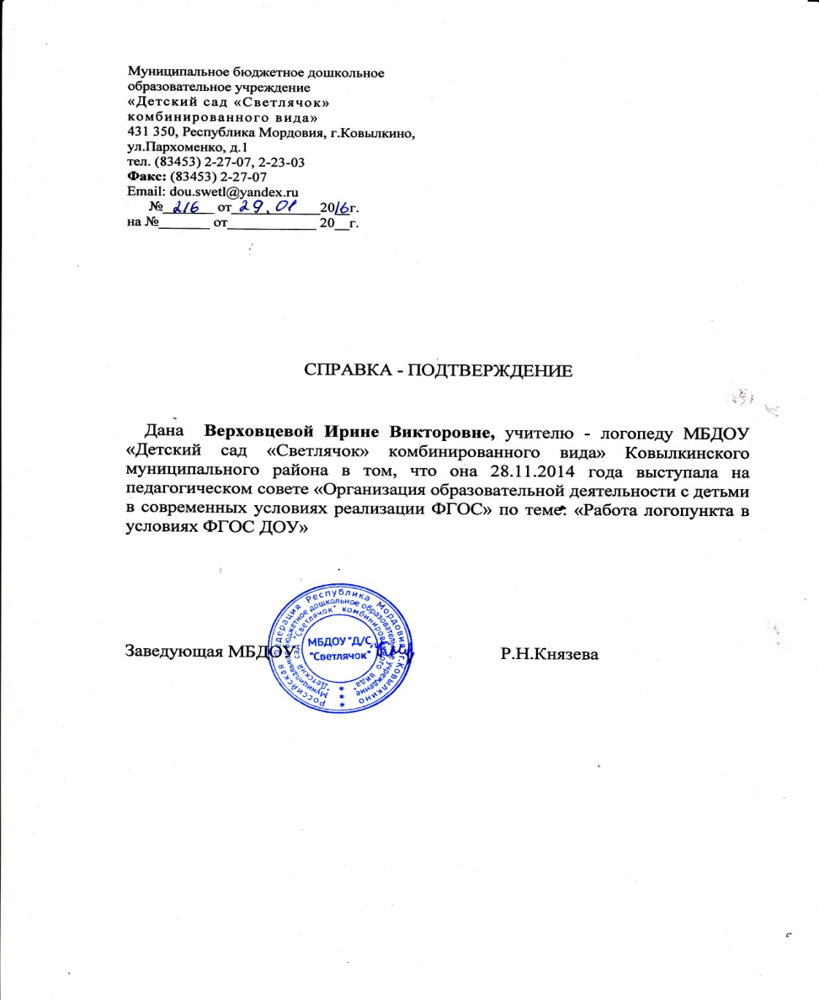 Муниципальное бюджетное дошкольное
образовательное учреждение
«Детский сад «Светлячок»
комбинированного вида»
431 350, Республика Мордовия, г.Ковылкино,
ул.Пархоменко, д.1
тел. (83453) 2-27-07, 2-23-03
Факс: (83453) 2-27-07
Email: dou.swetl@yandex.ru
№ 216 от 29.01 2016г.
на №_______ от____________ 20__г.
СПРАВКА - ПОДТВЕРЖДЕНИЕ
Дана Верховцевой Ирине Викторовне, учителю - логопеду МБДОУ
«Детский сад «Светлячок» комбинированного вида» Ковылкинского
муниципального района в том, что она 28.11.2014 года выступала на
педагогическом совете «Организация образовательной деятельности с детьми
в современных условиях реализации ФГОС» по теме: «Работа логопункта в
условиях ФГОС ДОУ»
Заведующая МБДОУ Р.Н.Князева
Российская Федерация Республика Мордовия г.Ковылкино
Муниципальное бюджетное дошкольное образовательное учреждение
"Детский сад "Светлячок" комбинированного вида"
МБДОУ "Д/С
"Светлячок"